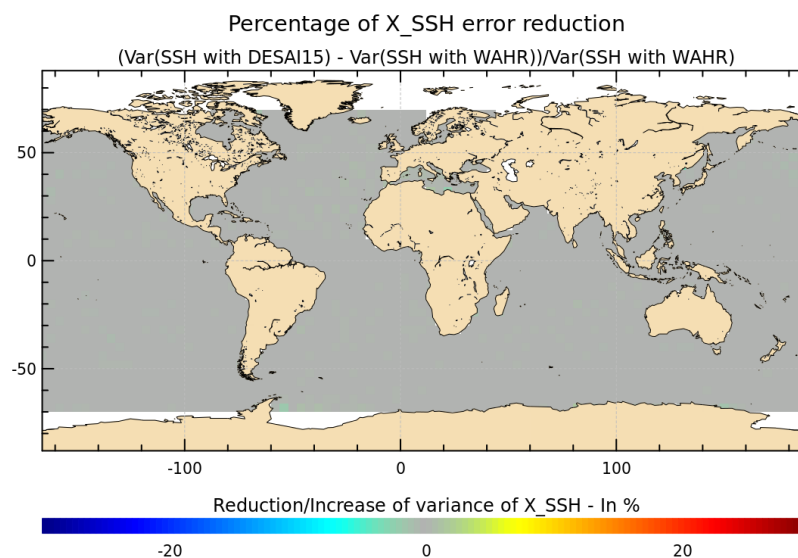 Percentage of X_SSH error reduction
(Var(SSH with DESAI15) - Var(SSH with WAHR))/Var(SSH with WAHR)
50
0
-50
-100 0 100
Reduction/Increase of variance of X_SSH - In %
-20 0 20